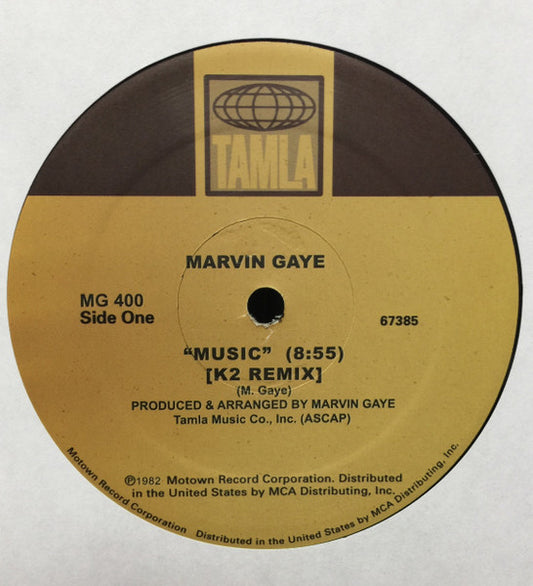 TAMLA
MARVIN GAYE
MG 400
Side One
67385
“MUSIC” (8:55)
[K2 REMIX]
(M. Gaye)
PRODUCED & ARRANGED BY MARVIN GAYE
Tamla Music Co., Inc. (ASCAP)
℗1982 Motown Record Corporation. Distributed
in the United States by MCA Distributing, Inc.
Motown Record Corporation Distributed in the United States by MCA Distributing, Inc.